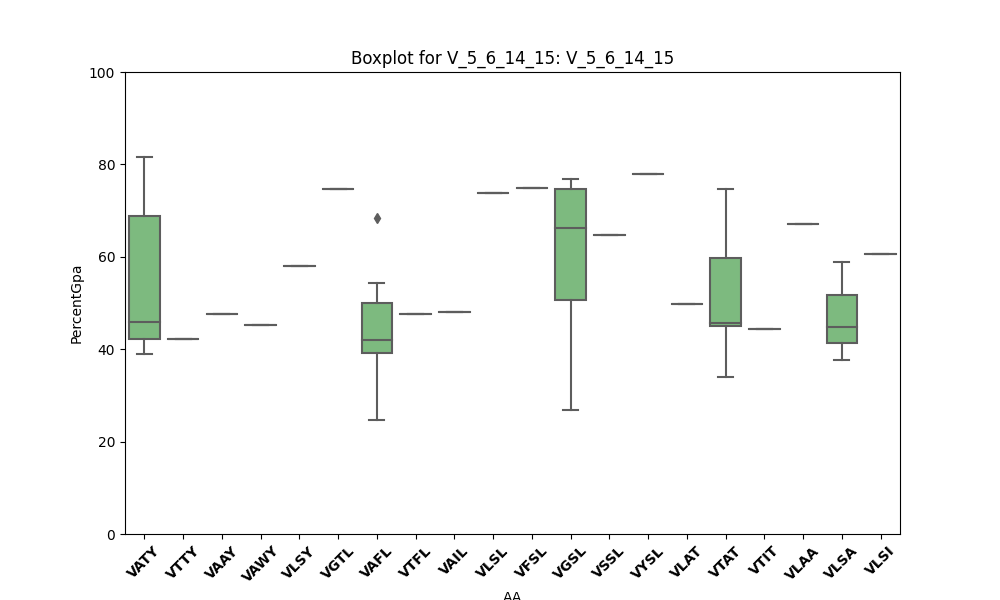 Boxplot for V_5_6_14_15: V_5_6_14_15
PercentGpa
100
80
60
40
20
0
VATY VTTY VAAY VAWY VLSY VGTL VAFL VTFL VAIL VLSL VFSL VGSL VSSL VYSL VLAT VTAT VTIT VLAA VLSA VLSI
AA